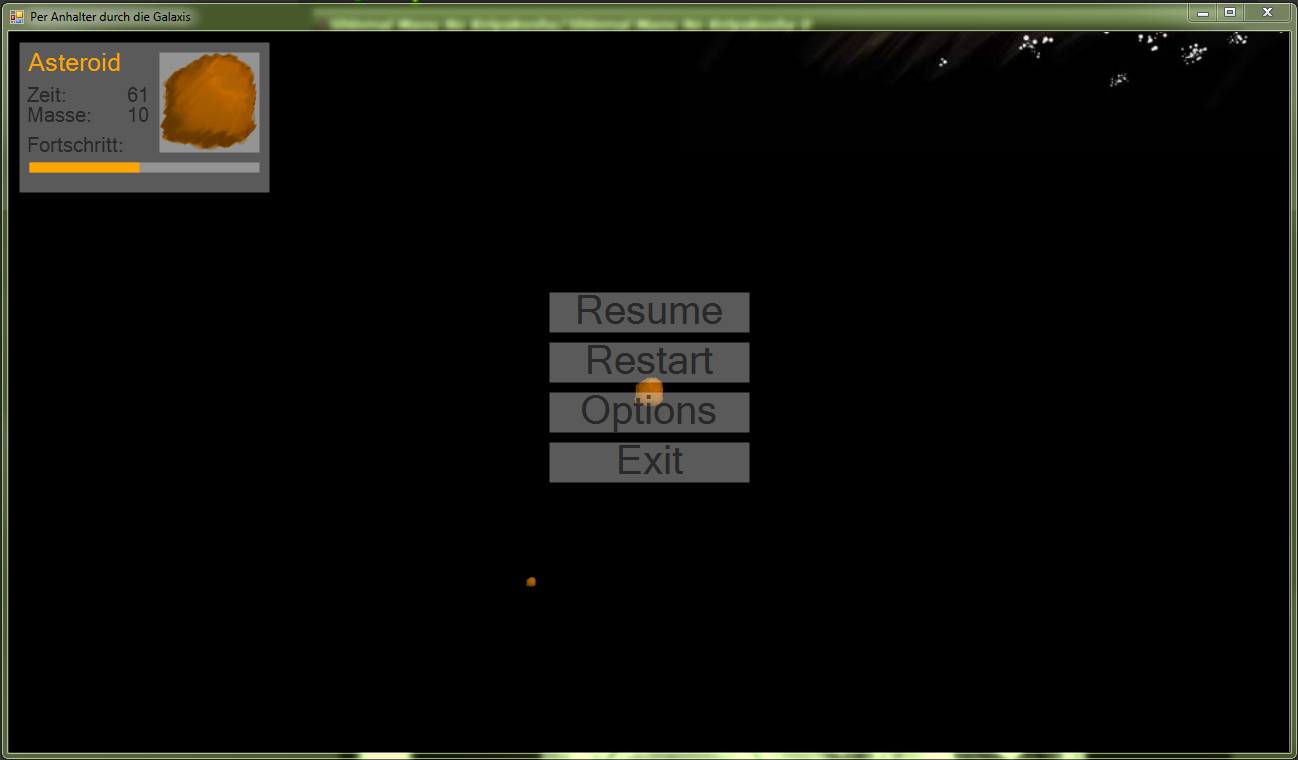 Per Anhalter durch die Galaxis
Asteroid
Zeit: 61
Masse: 10
Fortschritt:
Resume
Restart
Options
Exit